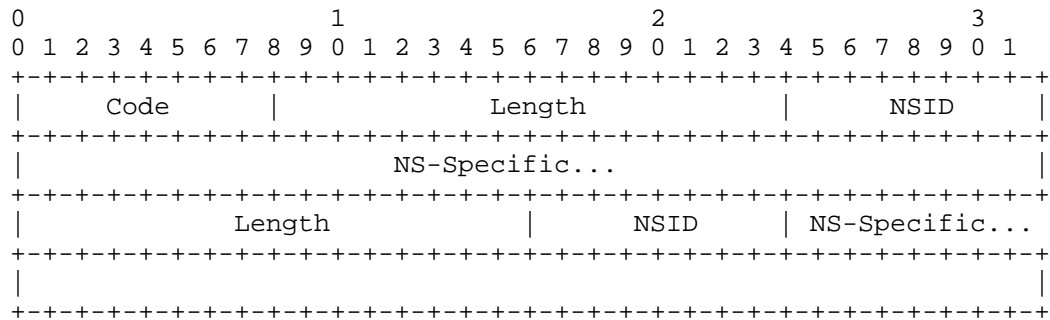 0                   1                   2                   3
0 1 2 3 4 5 6 7 8 9 0 1 2 3 4 5 6 7 8 9 0 1 2 3 4 5 6 7 8 9 0 1
+-+-+-+-+-+-+-+-+-+-+-+-+-+-+-+-+-+-+-+-+-+-+-+-+-+-+-+-+-+-+-+-+
|     Code      |             Length            |      NSID     |
+-+-+-+-+-+-+-+-+-+-+-+-+-+-+-+-+-+-+-+-+-+-+-+-+-+-+-+-+-+-+-+-+
|                       NS-Specific...                          |
+-+-+-+-+-+-+-+-+-+-+-+-+-+-+-+-+-+-+-+-+-+-+-+-+-+-+-+-+-+-+-+-+
|             Length            |      NSID     | NS-Specific...
+-+-+-+-+-+-+-+-+-+-+-+-+-+-+-+-+-+-+-+-+-+-+-+-+-+-+-+-+-+-+-+-+
|                                                               |
+-+-+-+-+-+-+-+-+-+-+-+-+-+-+-+-+-+-+-+-+-+-+-+-+-+-+-+-+-+-+-+-+